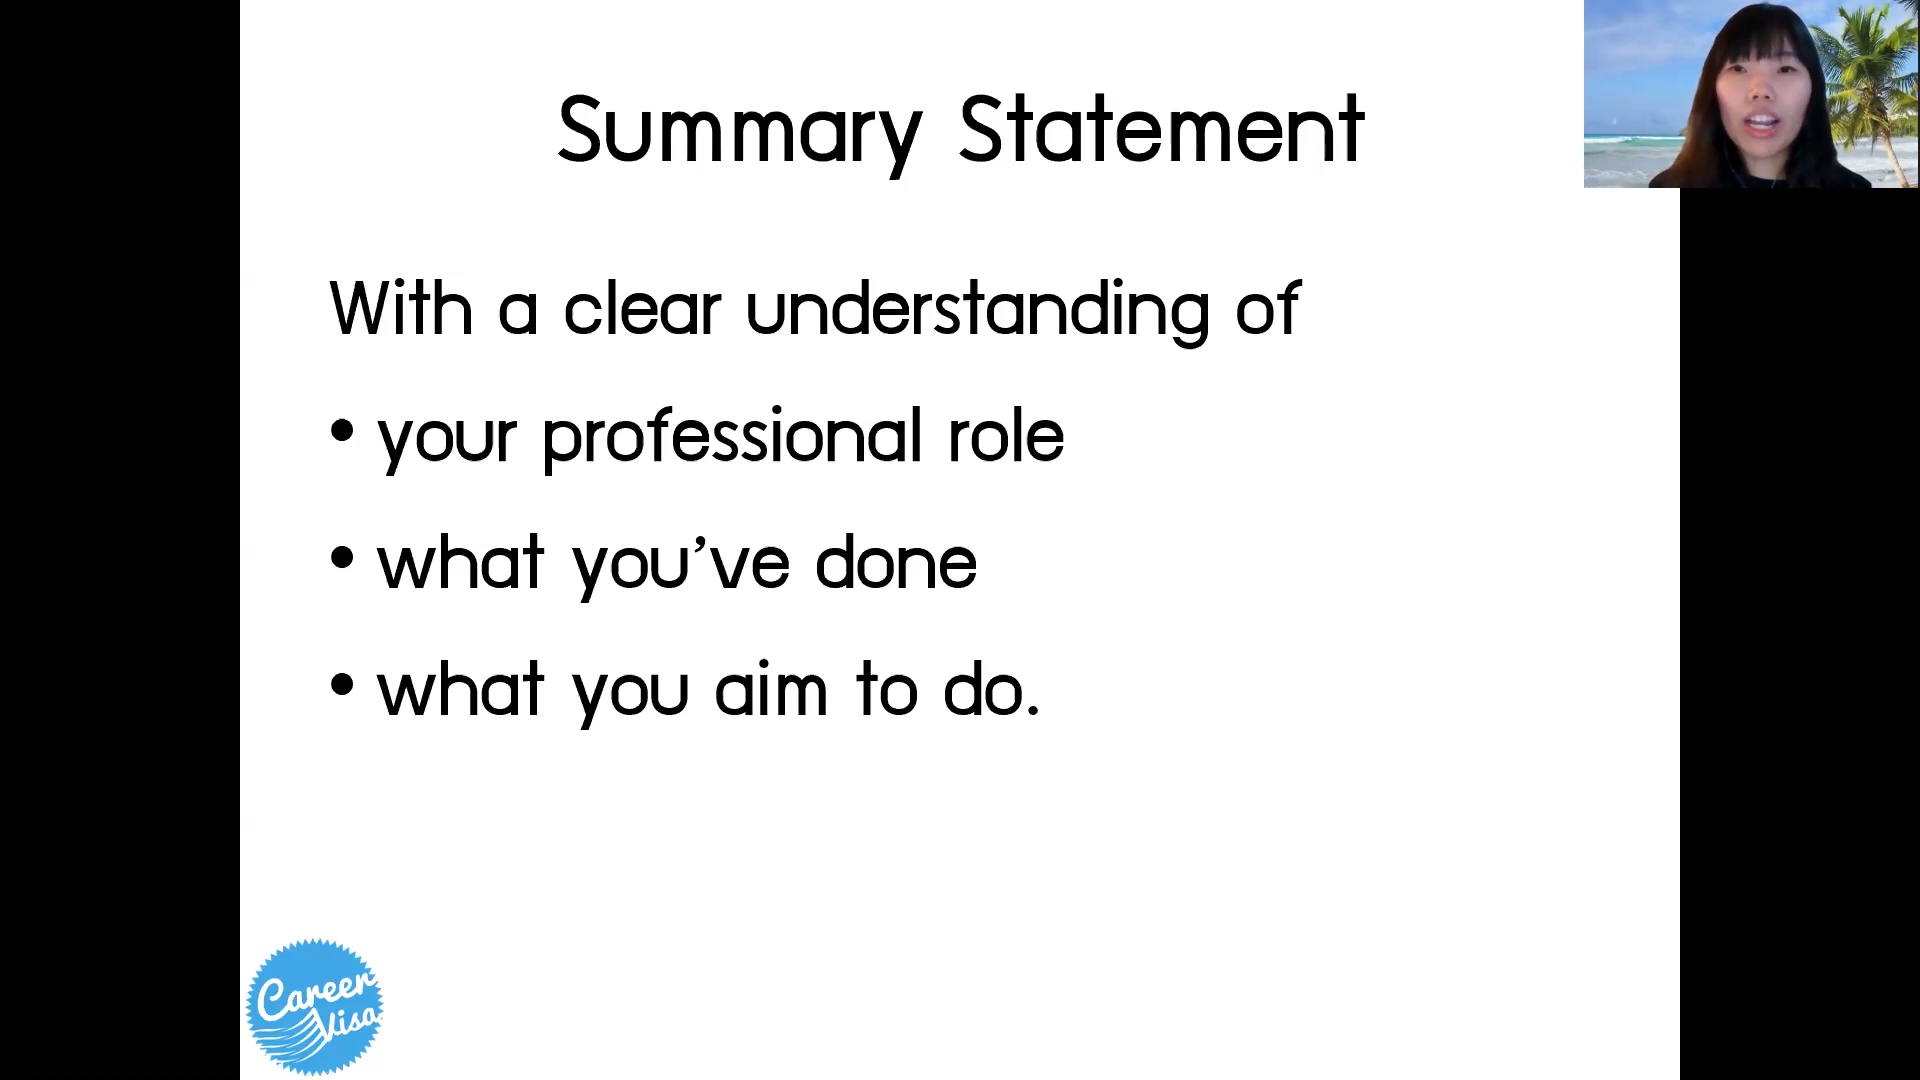 Summary Statement
With a clear understanding of
• your professional role
• what you’ve done
• what you aim to do.
Career
Visa